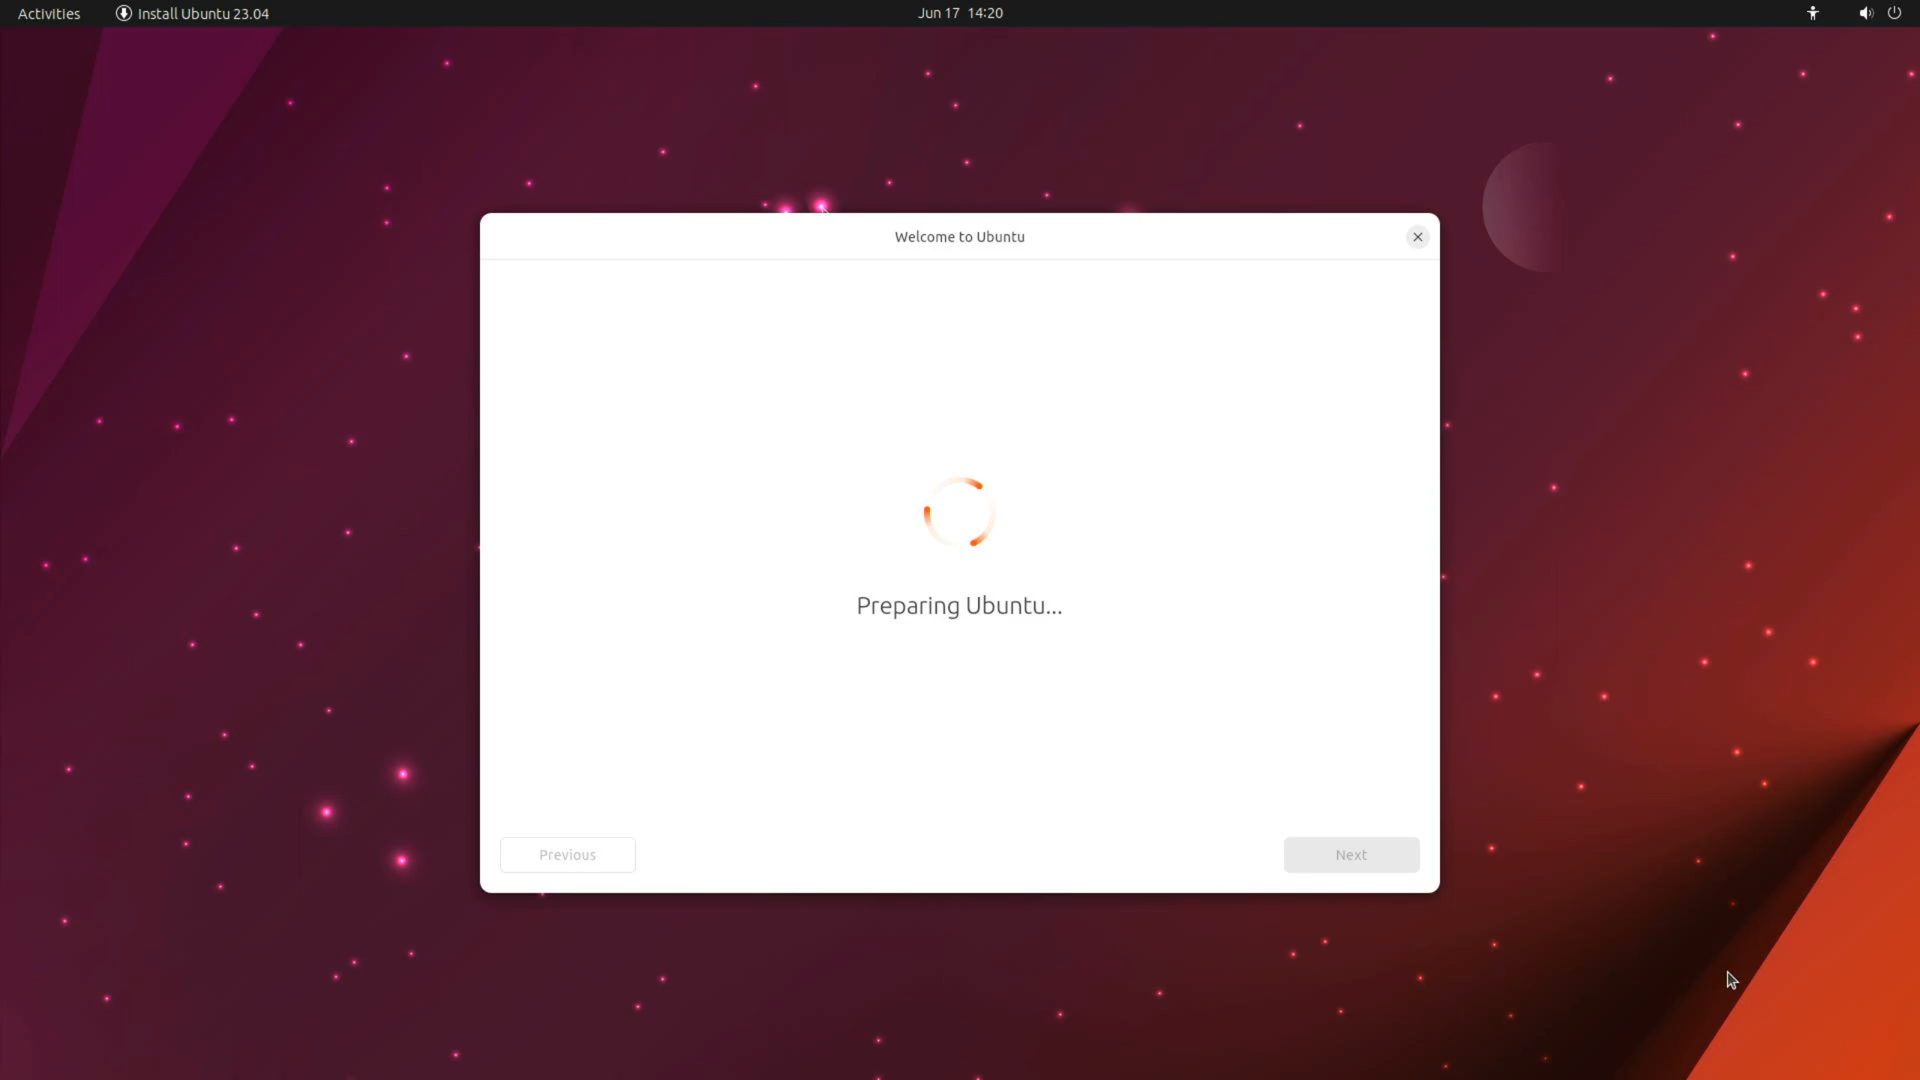 Activities
Install Ubuntu 23.04
Jun 17 14:20
Welcome to Ubuntu
Preparing Ubuntu...
Previous
Next